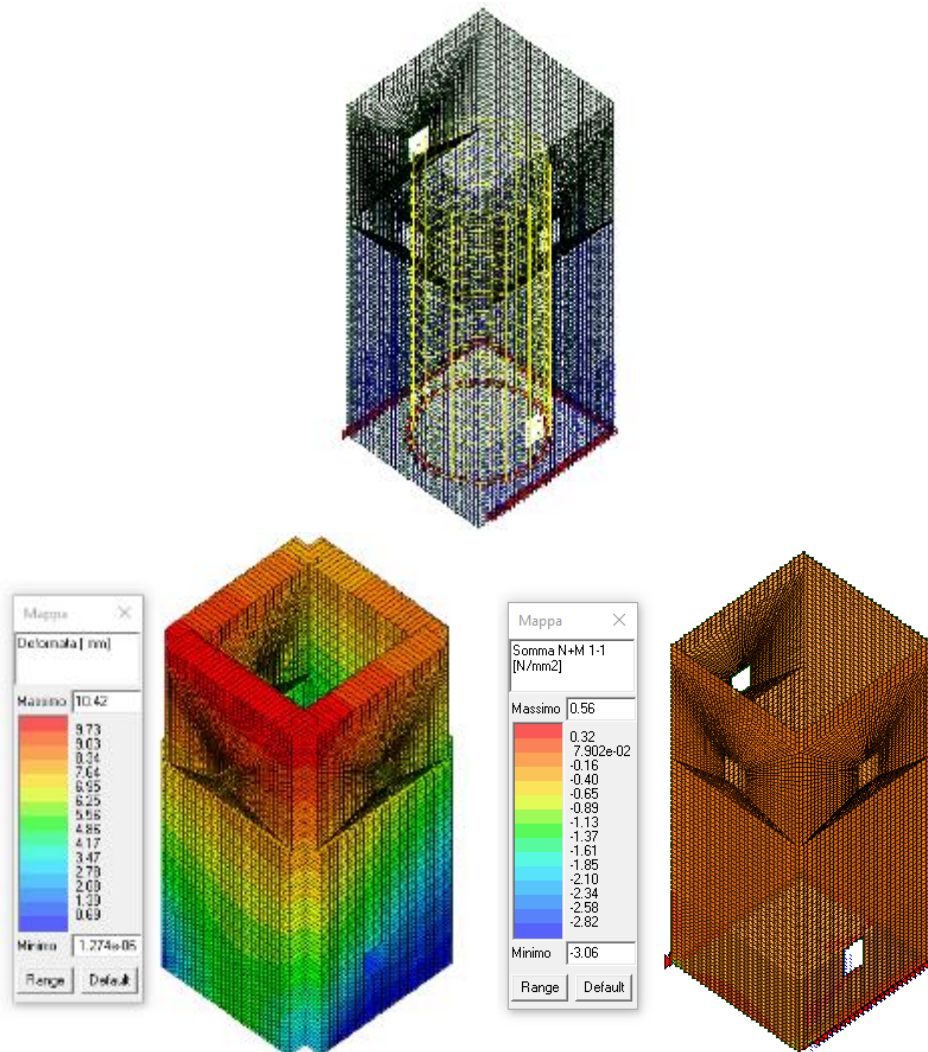 Mappa
Deformata [ mm]
Massimo 10.42
9.73
9.03
8.34
7.64
6.95
6.25
5.56
4.86
4.17
3.47
2.78
2.08
1.39
0.69
Minimo 1.274e-06
Range Default
Mappa
Somma N+M 1-1
[N/mm2]
Massimo 0.56
0.32
7.902e-02
-0.16
-0.40
-0.65
-0.89
-1.13
-1.37
-1.61
-1.85
-2.10
-2.34
-2.58
-2.82
Minimo -3.06
Range Default